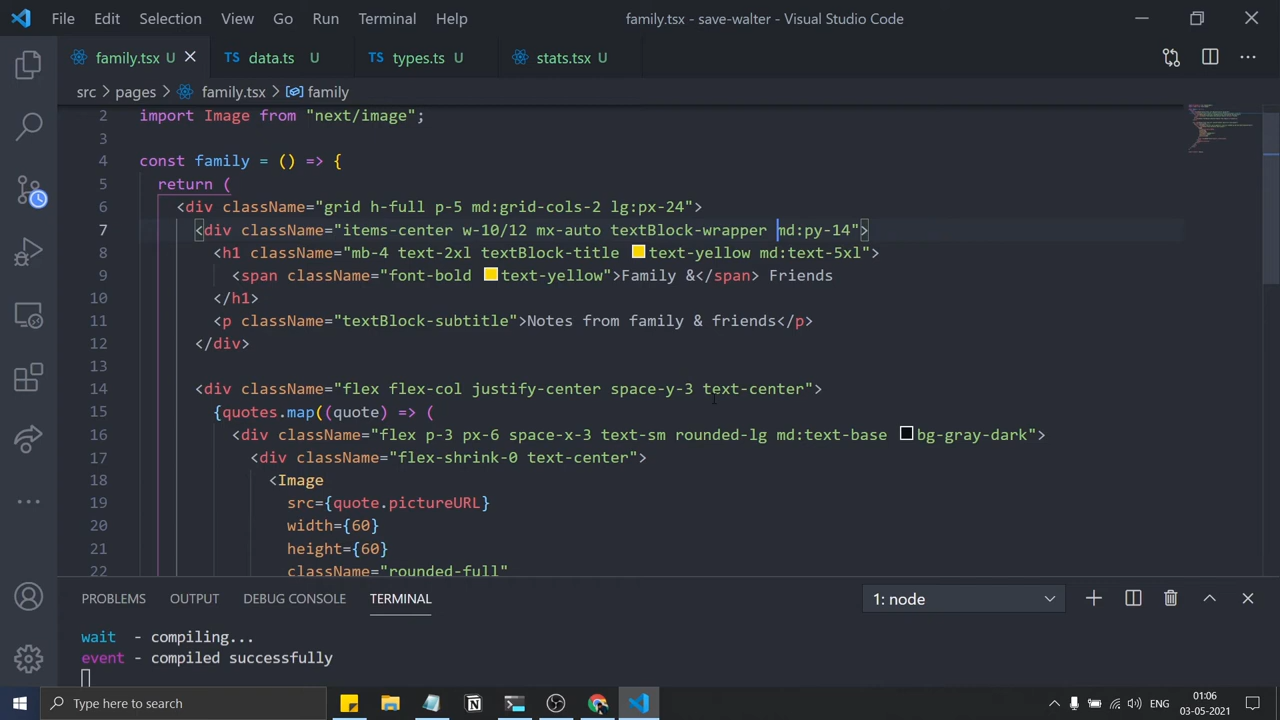 File Edit Selection View Go Run Terminal Help family.tsx - save-walter - Visual Studio Code
family.tsx U data.ts U types.ts U stats.tsx U
src > pages > family.tsx > family
2 import Image from "next/image";
3
4 const family = () => {
5 return (
6 <div className="grid h-full p-5 md:grid-cols-2 lg:px-24">
7 <div className="items-center w-10/12 mx-auto textBlock-wrapper md:py-14">
8 <h1 className="mb-4 text-2xl textBlock-title text-yellow md:text-5xl">
9 <span className="font-bold text-yellow">Family &</span> Friends
10 </h1>
11 <p className="textBlock-subtitle">Notes from family & friends</p>
12 </div>
13
14 <div className="flex flex-col justify-center space-y-3 text-center">
15 {quotes.map((quote) => (
16 <div className="flex p-3 px-6 space-x-3 text-sm rounded-lg md:text-base bg-gray-dark">
17 <div className="flex-shrink-0 text-center">
18 <Image
19 src={quote.pictureURL}
20 width={60}
21 height={60}
22 className="rounded-full"
PROBLEMS OUTPUT DEBUG CONSOLE TERMINAL 1: node
wait - compiling...
event - compiled successfully
Type here to search ENG 01:06
03-05-2021